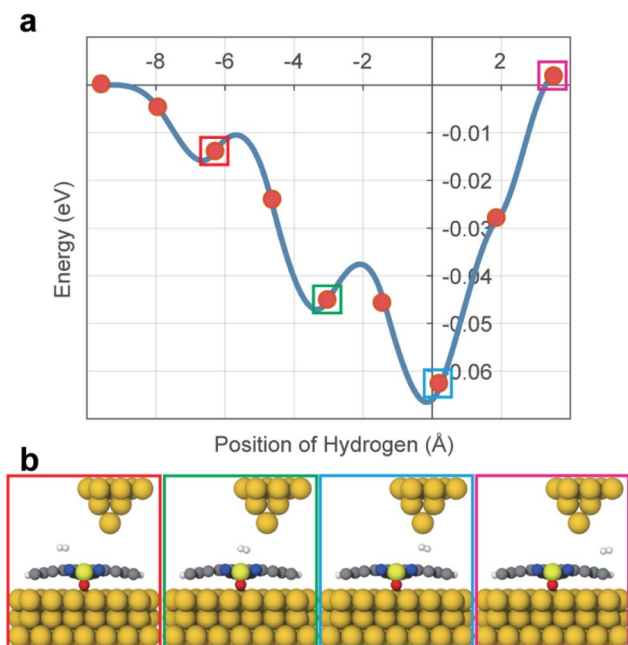 a
-8 -6 -4 -2 2
-0.01
-0.02
-0.03
-0.04
-0.05
0.06
Energy (eV)
Position of Hydrogen (Å)
b